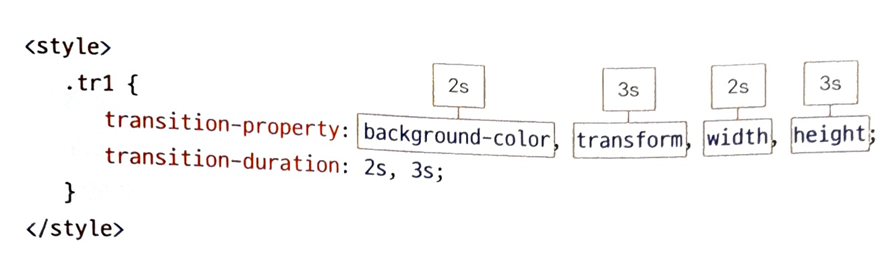 <style>
.tr1 {
2s 3s 2s 3s
transition-property: background-color, transform, width, height;
transition-duration: 2s, 3s;
}
</style>